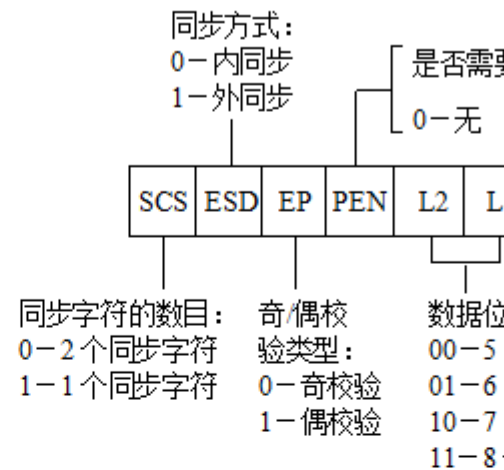 同步方式：
0－内同步
1－外同步
是否需要
0－无
SCS ESD EP PEN L2 L
同步字符的数目：
0－2个同步字符
1－1个同步字符
奇/偶校
验类型：
0－奇校验
1－偶校验
数据位
00－5
01－6
10－7
11－8